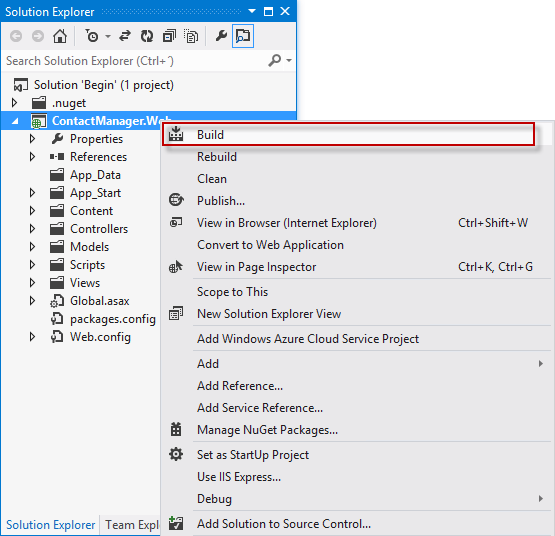 Solution Explorer
Search Solution Explorer (Ctrl+´)
Solution 'Begin' (1 project)
.nuget
ContactManager.Web
Properties
References
App_Data
App_Start
Content
Controllers
Models
Scripts
Views
Global.asax
packages.config
Web.config
Build
Rebuild
Clean
Publish...
View in Browser (Internet Explorer) Ctrl+Shift+W
Convert to Web Application
View in Page Inspector Ctrl+K, Ctrl+G
Scope to This
New Solution Explorer View
Add Windows Azure Cloud Service Project
Add
Add Reference...
Add Service Reference...
Manage NuGet Packages...
Set as StartUp Project
Use IIS Express...
Debug
Add Solution to Source Control...
Solution Explorer Team Explo